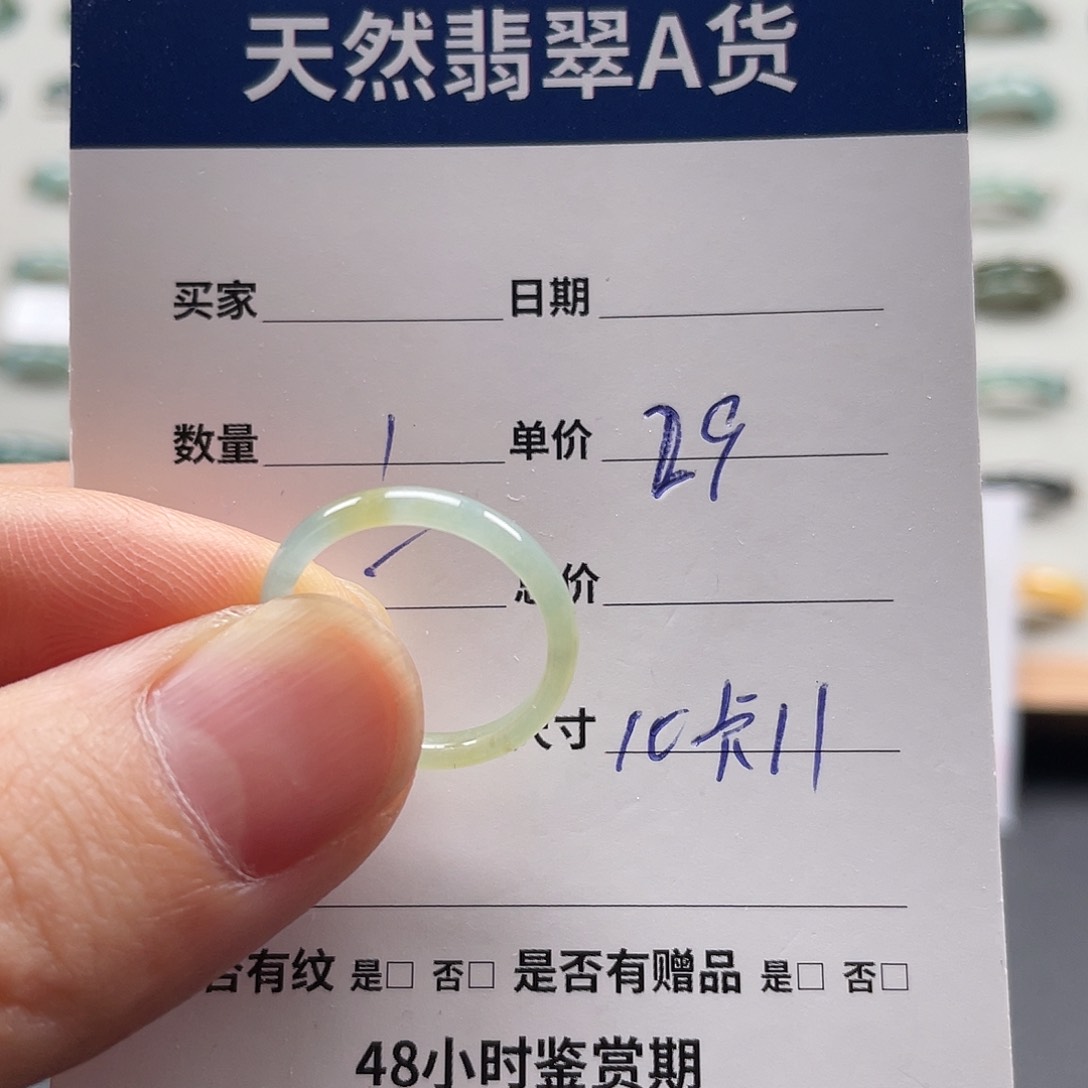 天然翡翠A货
买家 日期
数量 1 单价 29
价
寸 10卡11
有纹 是□ 否□ 是否有赠品 是□ 否□
48小时鉴赏期